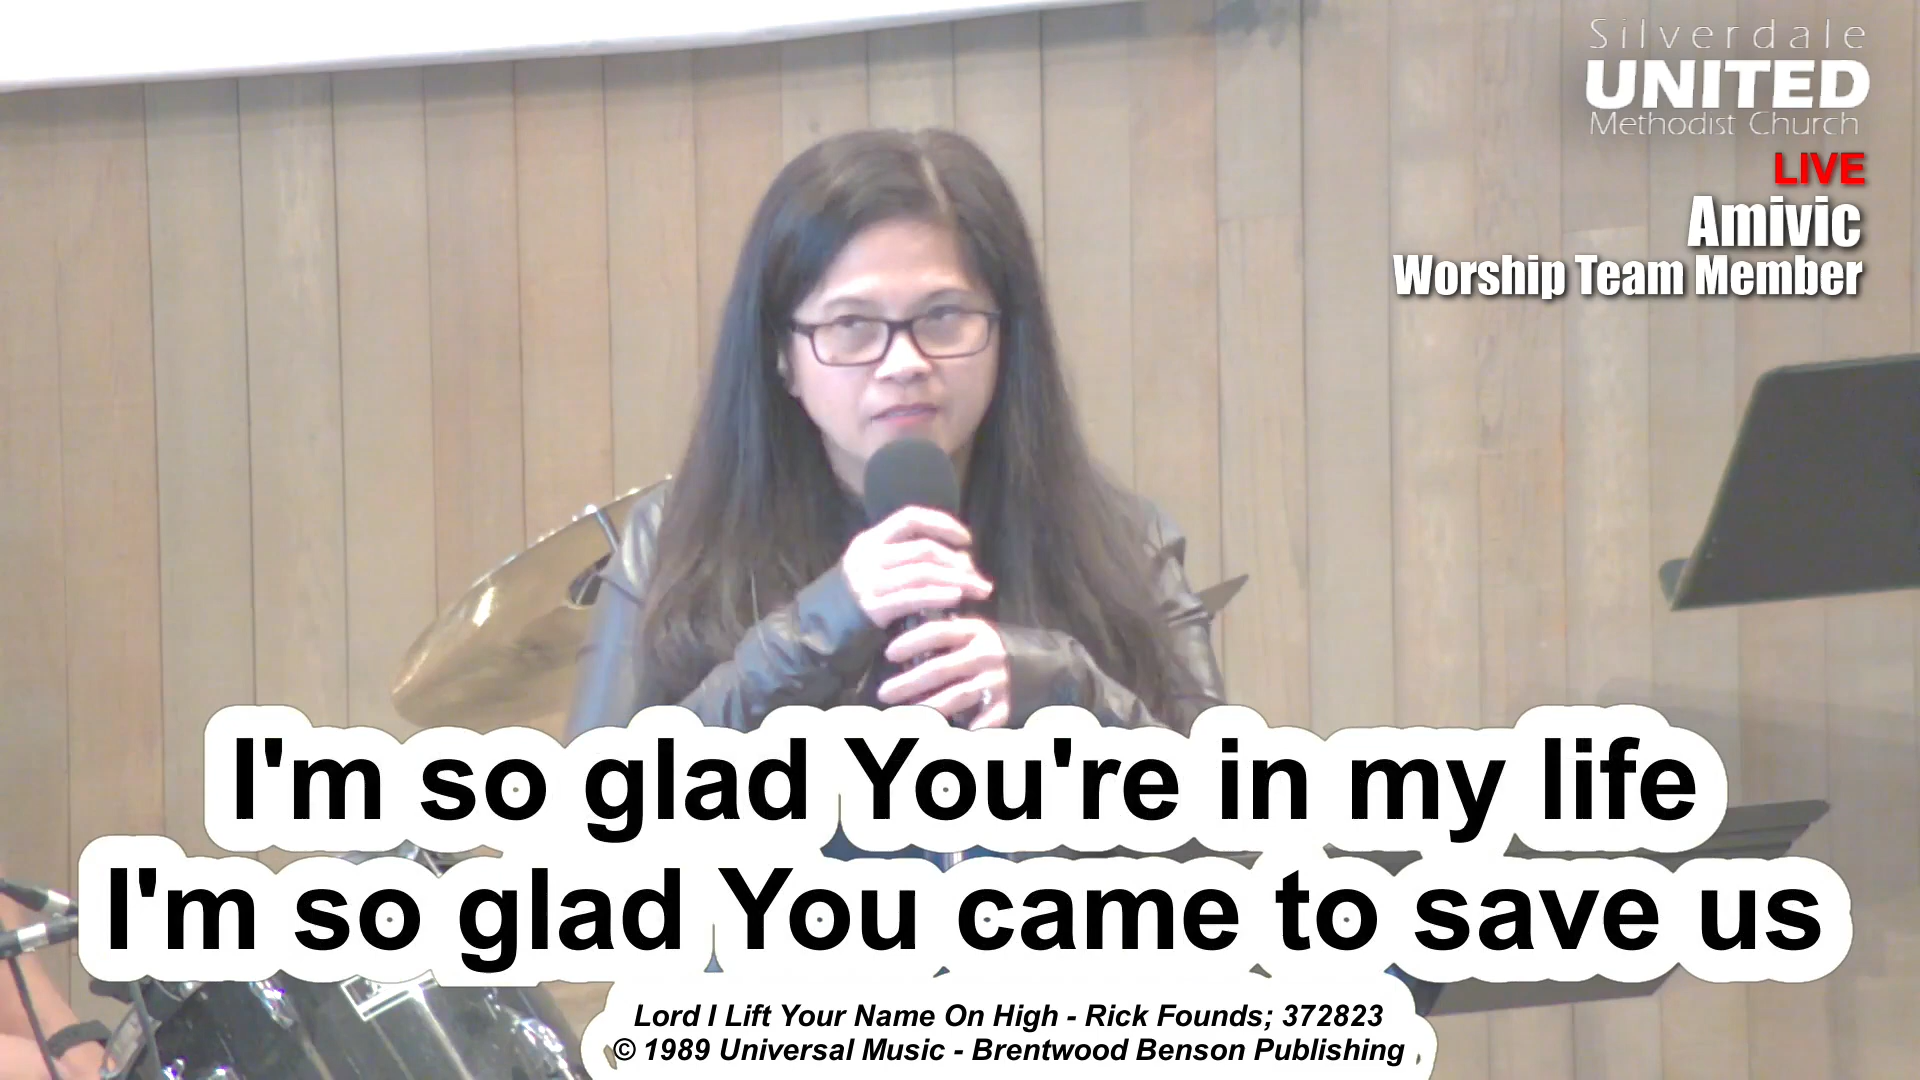 Silverdale
UNITED
Methodist Church
LIVE
Amivic
Worship Team Member
I'm so glad You're in my life
I'm so glad You came to save us
Lord I Lift Your Name On High - Rick Founds; 372823
© 1989 Universal Music - Brentwood Benson Publishing